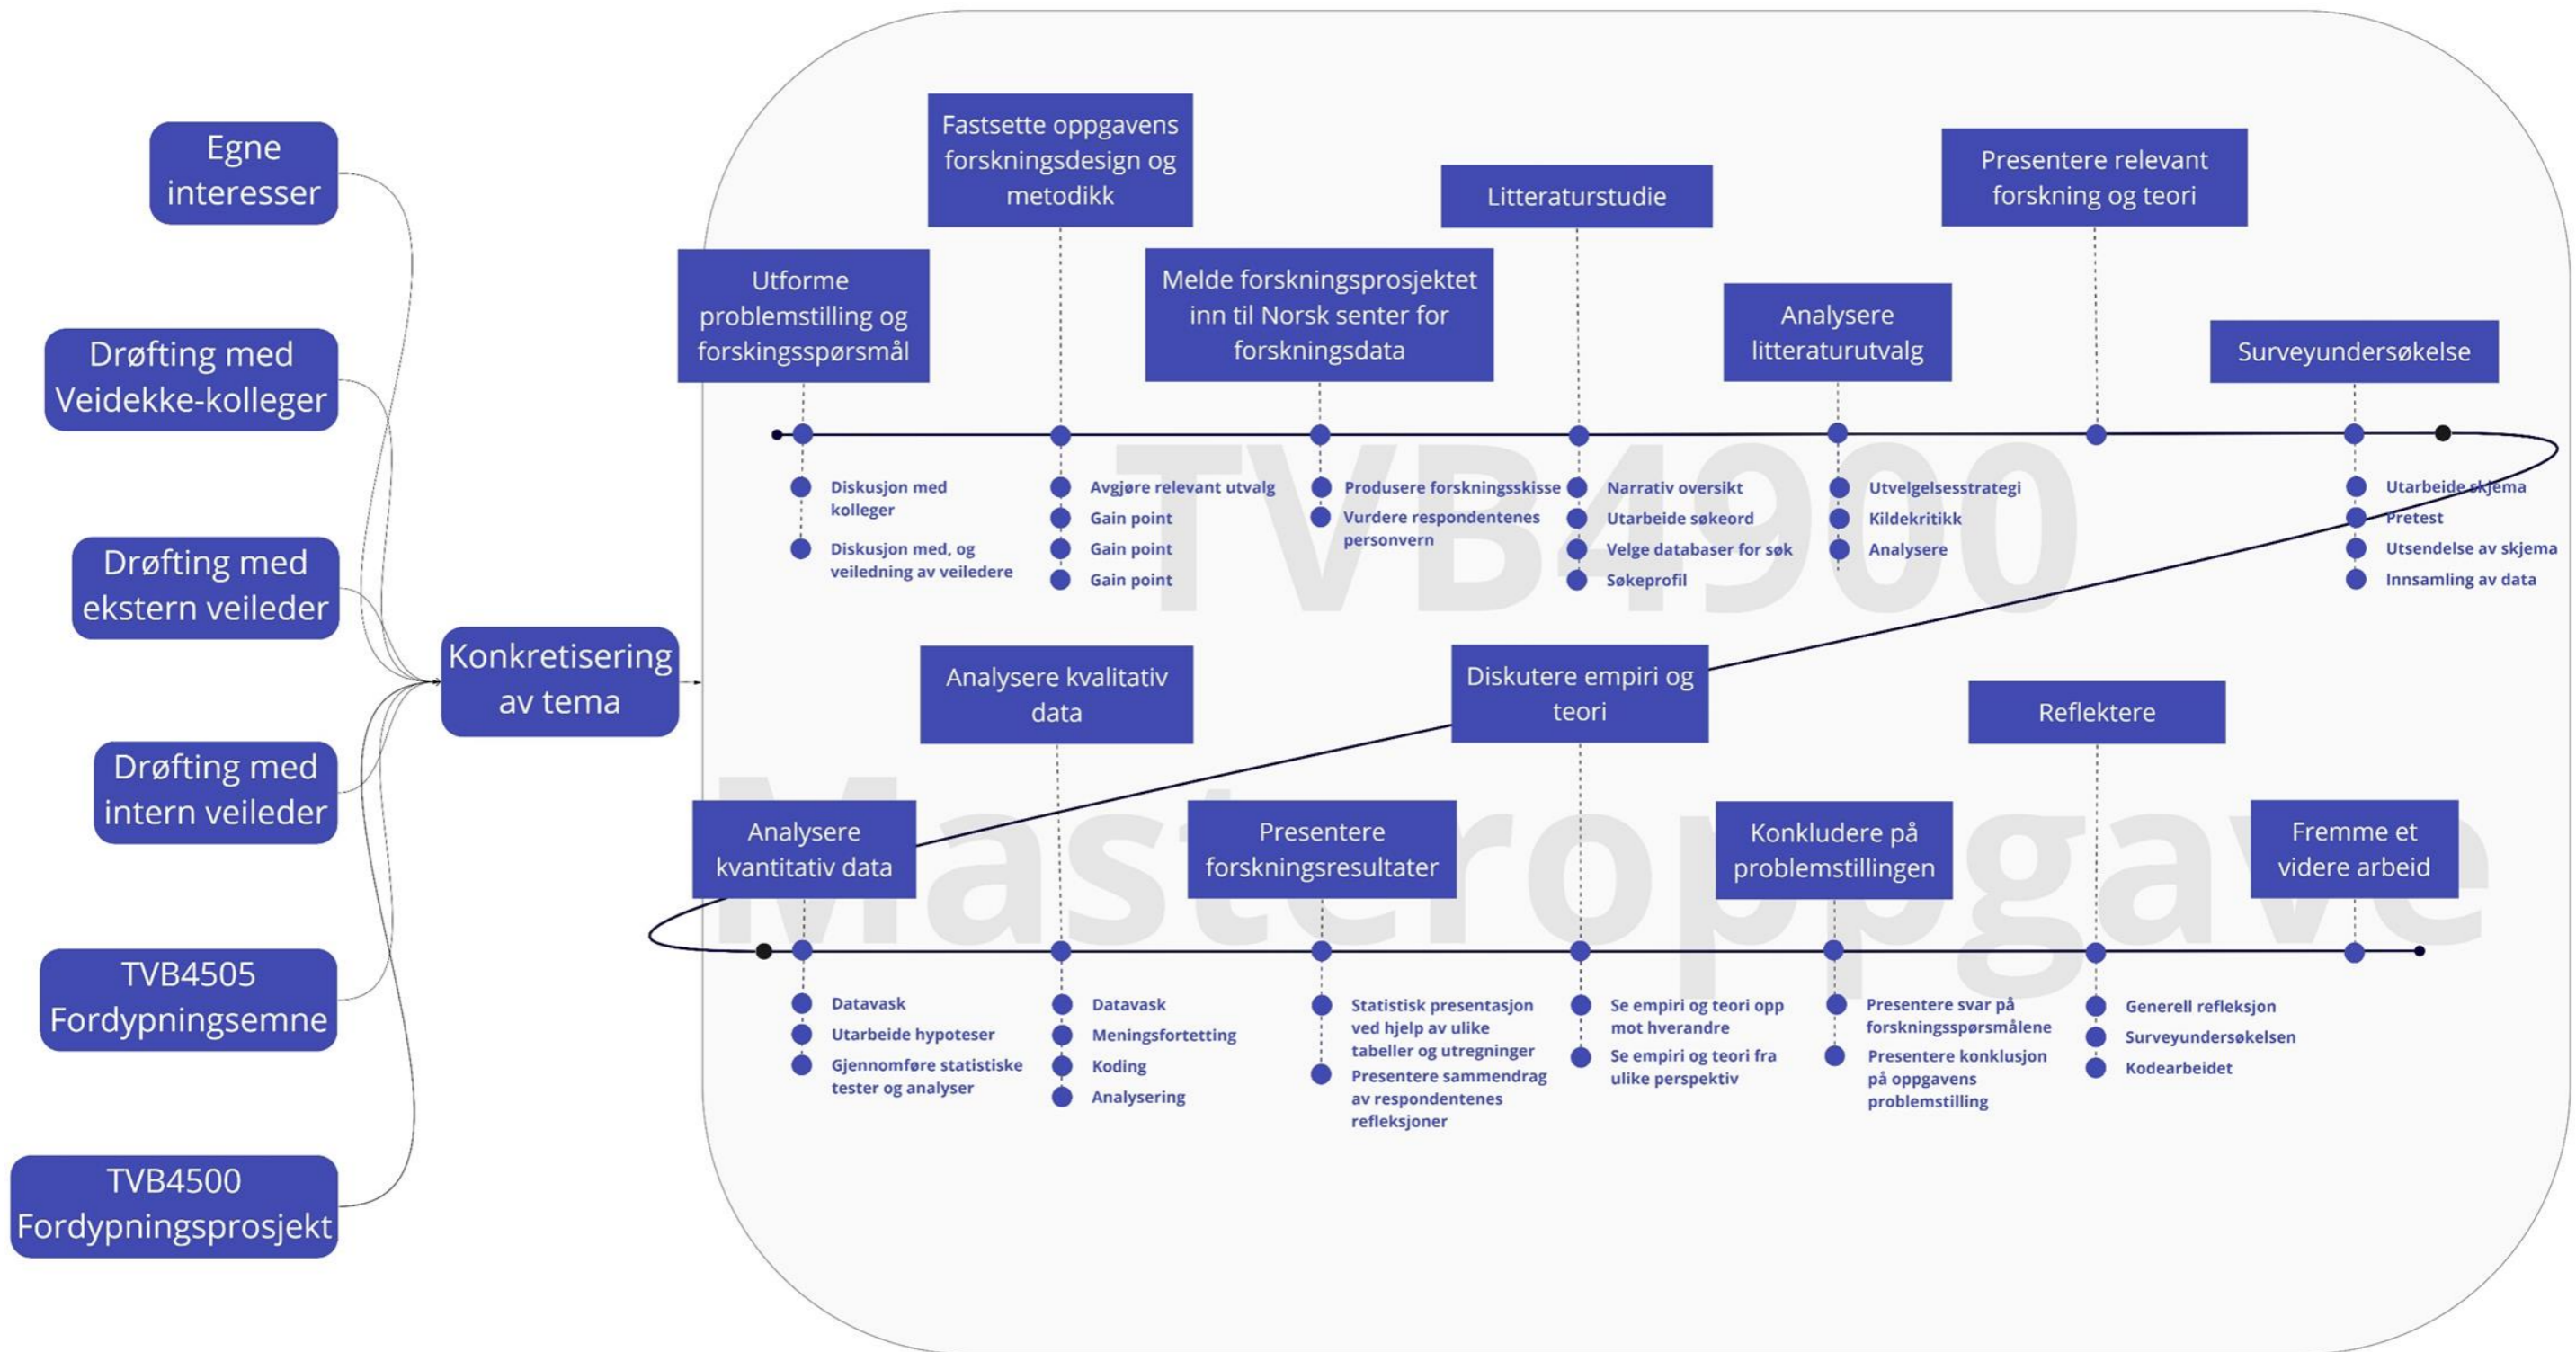 Egne
interesser
Drøfting med
Veidekke-kolleger
Drøfting med
ekstern veileder
Drøfting med
intern veileder
TVB4505
Fordypningsemne
TVB4500
Fordypningsprosjekt
Konkretisering
av tema
TVB4900
Masteroppgave
Utforme
problemstilling og
forskingsspørsmål
Diskusjon med
kolleger
Diskusjon med, og
veiledning av veiledere
Fastsette oppgavens
forskningsdesign og
metodikk
Avgjøre relevant utvalg
Gain point
Gain point
Gain point
Melde forskningsprosjektet
inn til Norsk senter for
forskningsdata
Produsere forskningsskisse
Vurdere respondentenes
personvern
Litteraturstudie
Narrativ oversikt
Utarbeide søkeord
Velge databaser for søk
Søkeprofil
Analysere
litteraturutvalg
Utvelgelsesstrategi
Kildekritikk
Analysere
Presentere relevant
forskning og teori
Surveyundersøkelse
Utarbeide skjema
Pretest
Utsendelse av skjema
Innsamling av data
Analysere
kvantitativ data
Datavask
Utarbeide hypoteser
Gjennomføre statistiske
tester og analyser
Analysere kvalitativ
data
Datavask
Meningsfortetting
Koding
Analysering
Presentere
forskningsresultater
Statistisk presentasjon
ved hjelp av ulike
tabeller og utregninger
Presentere sammendrag
av respondentenes
refleksjoner
Diskutere empiri og
teori
Se empiri og teori opp
mot hverandre
Se empiri og teori fra
ulike perspektiv
Konkludere på
problemstillingen
Presentere svar på
forskningsspørsmålene
Presentere konklusjon
på oppgavens
problemstilling
Reflektere
Generell refleksjon
Surveyundersøkelsen
Kodearbeidet
Fremme et
videre arbeid